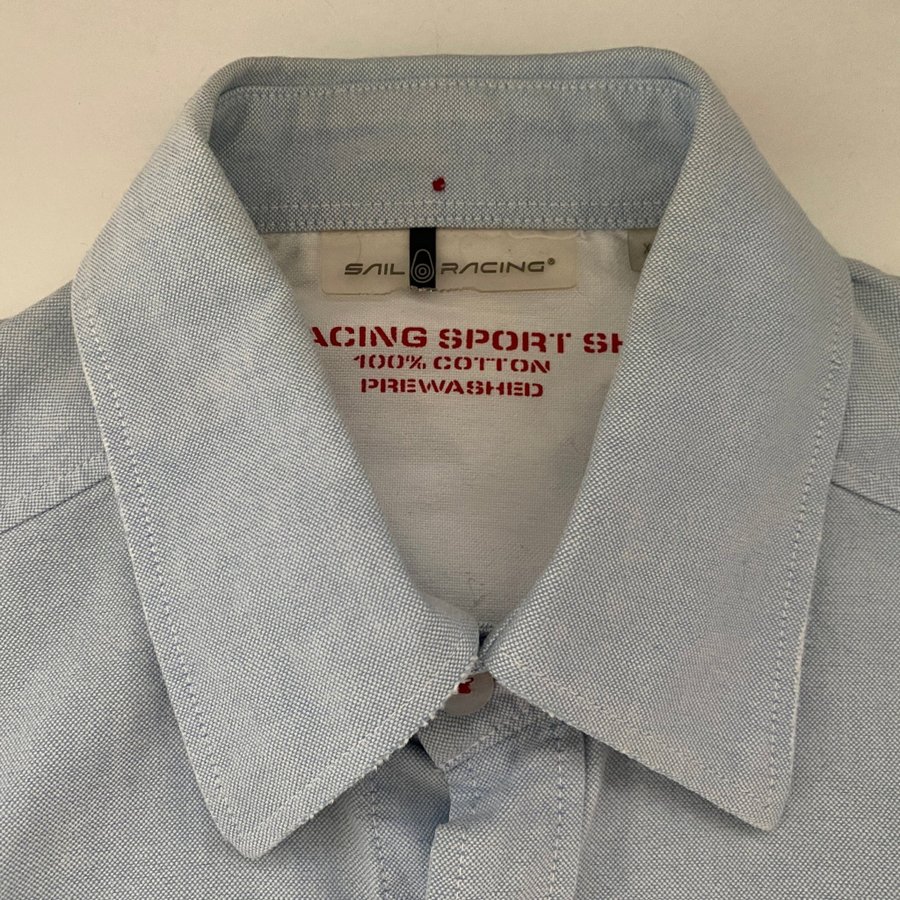 SAIL RACING®
ACING SPORT SH
100% COTTON
PREWASHED